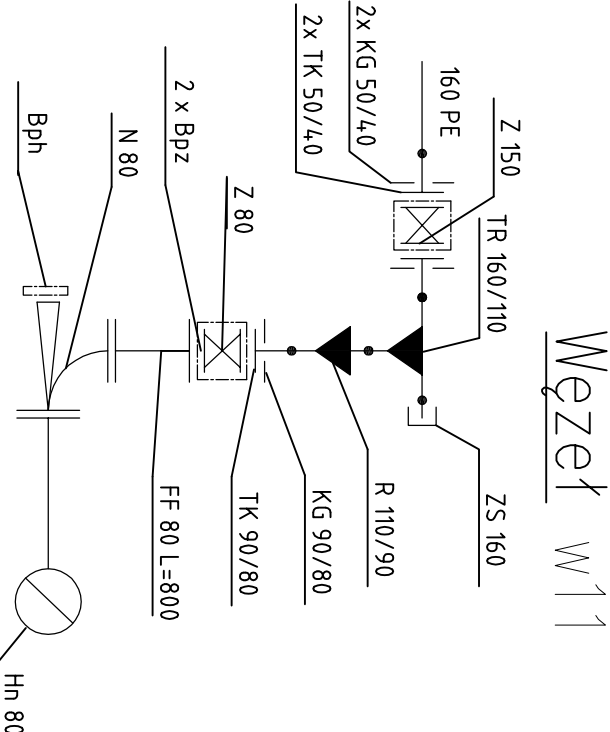 Węzeł W11
160 PE
2x KG 50/40
2x TK 50/40
Z 150
TR 160/110
ZS 160
R 110/90
KG 90/80
TK 90/80
Z 80
2 x Bpz
FF 80 L=800
N 80
Bph
Hn 80